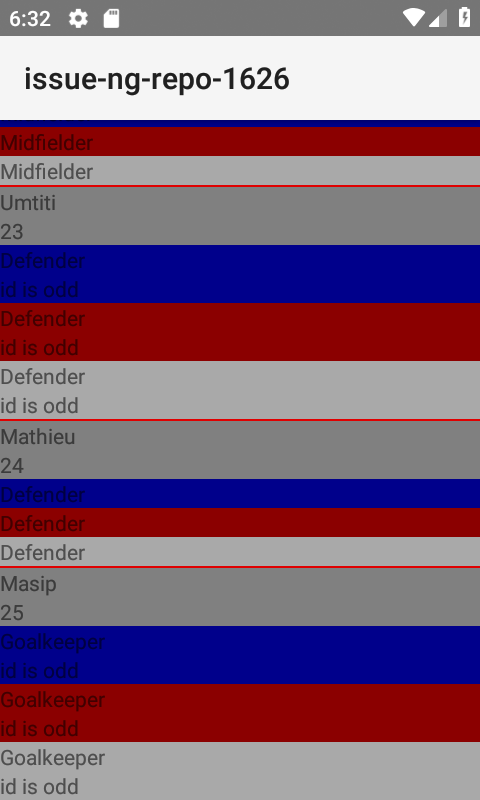 6:32
issue-ng-repo-1626
Midfielder
Midfielder
Umtiti
23
Defender
id is odd
Defender
id is odd
Defender
id is odd
Mathieu
24
Defender
Defender
Defender
Masip
25
Goalkeeper
id is odd
Goalkeeper
id is odd
Goalkeeper
id is odd